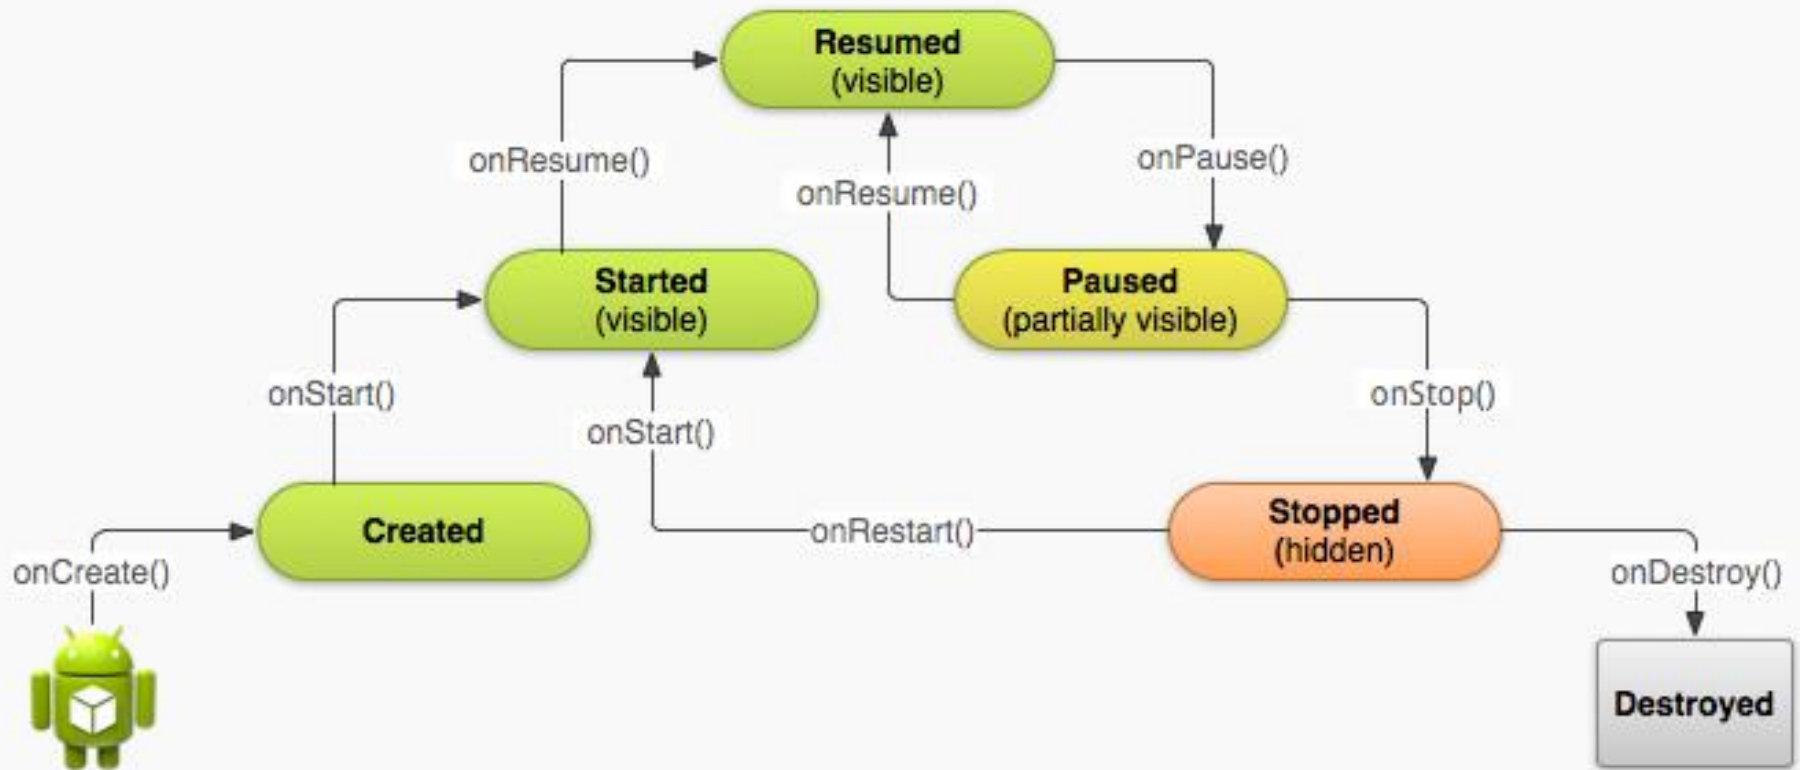 Resumed
(visible)
onResume()
onPause()
onResume()
Started
(visible)
Paused
(partially visible)
onStart()
onStart()
onStop()
Created
onRestart()
Stopped
(hidden)
onCreate()
onDestroy()
Destroyed